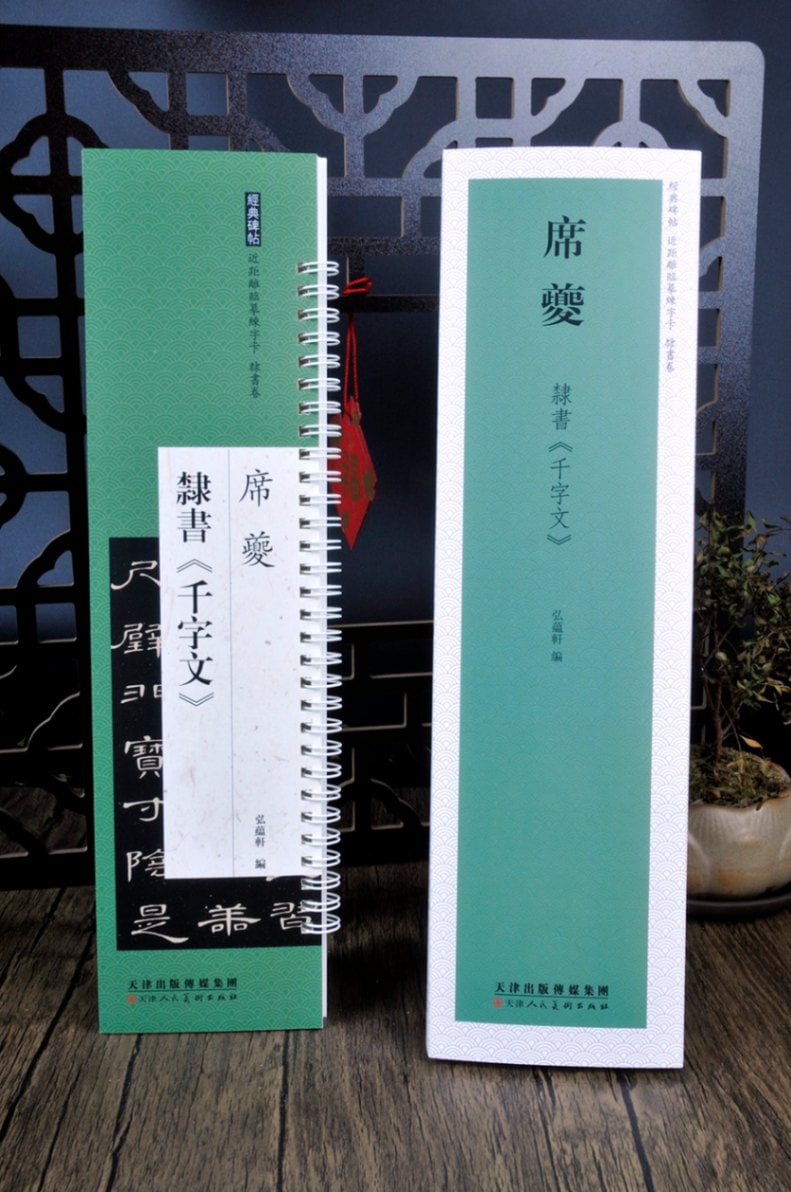 經典碑帖
近距離臨摹練字卡 隸書卷
席夔
隸書《千字文》
弘蘊軒 編
習
善
尺璧非寶寸陰是
天津出版傳媒集團
天津人民美術出版社
經典碑帖 近距離臨摹練字卡 隸書卷
席夔
隸書《千字文》
弘蘊軒 編
天津出版傳媒集團
天津人民美術出版社